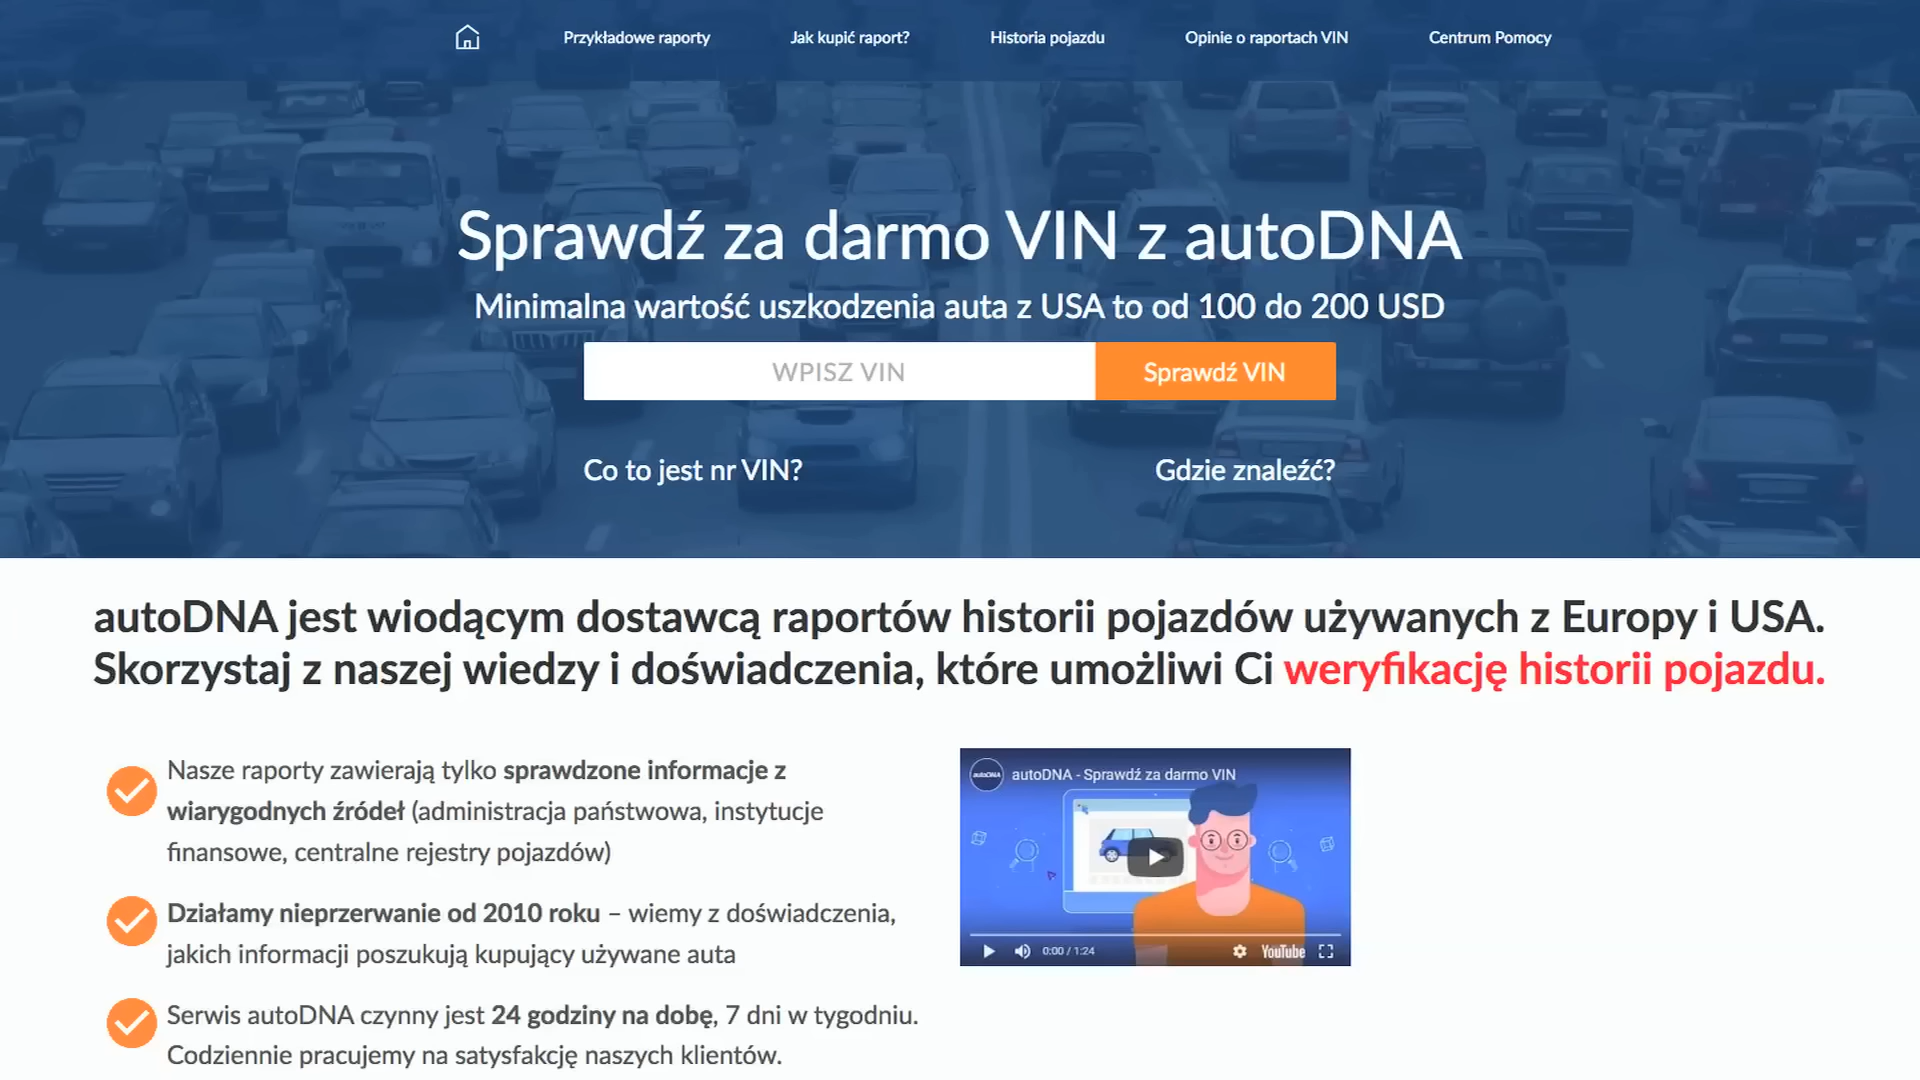 Przykładowe raporty
Jak kupić raport?
Historia pojazdu
Opinie o raportach VIN
Centrum Pomocy
Sprawdź za darmo VIN z autoDNA
Minimalna wartość uszkodzenia auta z USA to od 100 do 200 USD
WPISZ VIN
Sprawdź VIN
Co to jest nr VIN?
Gdzie znaleźć?
autoDNA jest wiodącym dostawcą raportów historii pojazdów używanych z Europy i USA.
Skorzystaj z naszej wiedzy i doświadczenia, które umożliwi Ci weryfikację historii pojazdu.
Nasze raporty zawierają tylko sprawdzone informacje z
wiarygodnych źródeł (administracja państwowa, instytucje
finansowe, centralne rejestry pojazdów)
Działamy nieprzerwanie od 2010 roku – wiemy z doświadczenia,
jakich informacji poszukują kupujący używane auta
Serwis autoDNA czynny jest 24 godziny na dobę, 7 dni w tygodniu.
Codziennie pracujemy na satysfakcję naszych klientów.
autoDNA
autoDNA - Sprawdź za darmo VIN
0:00 / 1:24
YouTube